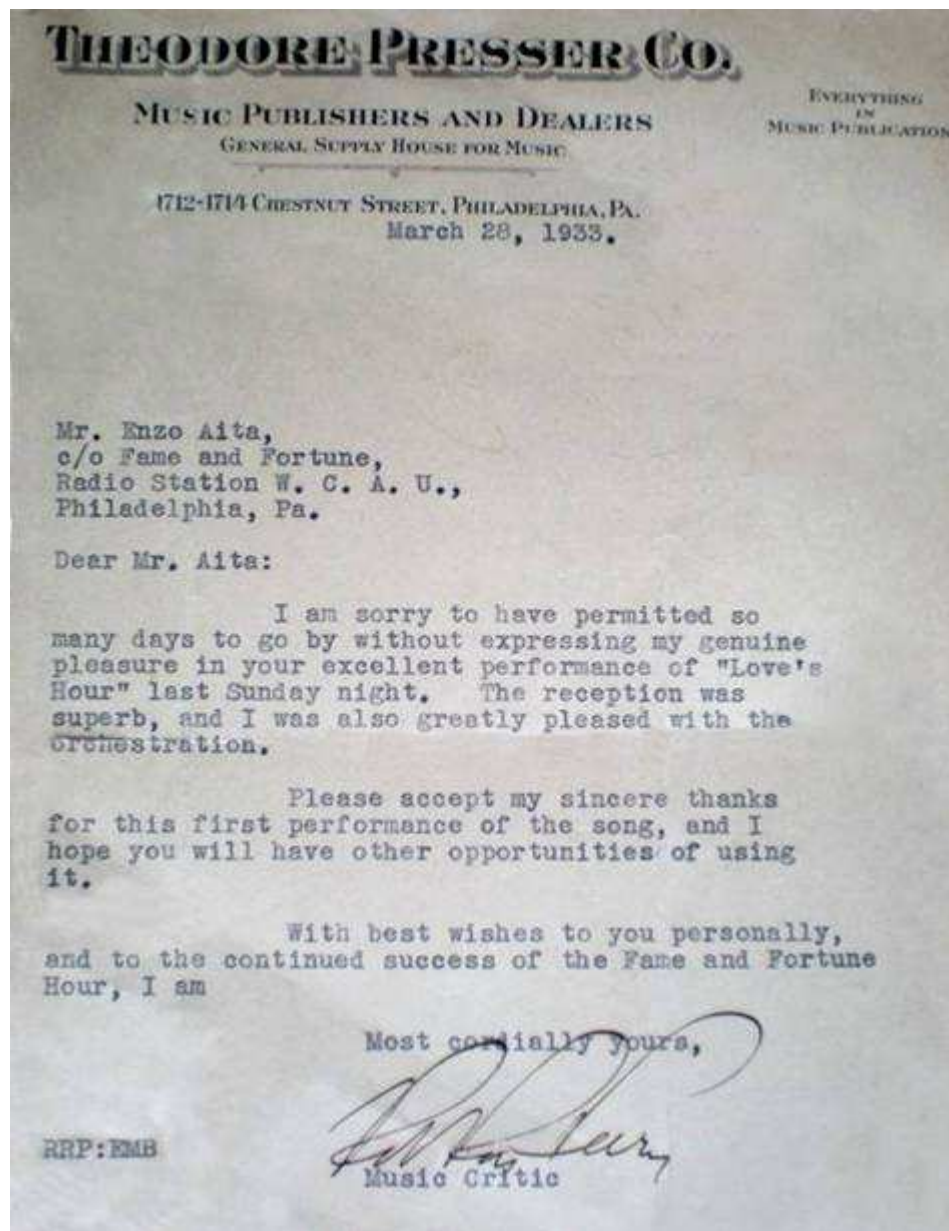 THEODORE PRESSER CO.
EVERYTHING
IN
MUSIC PUBLICATION
MUSIC PUBLISHERS AND DEALERS
GENERAL SUPPLY HOUSE FOR MUSIC
1712-1714 CHESTNUT STREET, PHILADELPHIA, PA.
March 28, 1933.
Mr. Enzo Aita,
c/o Fame and Fortune,
Radio Station W. C. A. U.,
Philadelphia, Pa.
Dear Mr. Aita:
I am sorry to have permitted so
many days to go by without expressing my genuine
pleasure in your excellent performance of "Love's
Hour" last Sunday night. The reception was
superb, and I was also greatly pleased with the
orchestration.
Please accept my sincere thanks
for this first performance of the song, and I
hope you will have other opportunities of using
it.
With best wishes to you personally,
and to the continued success of the Fame and Fortune
Hour, I am
Most cordially yours,
RRP:EMB
Music Critic